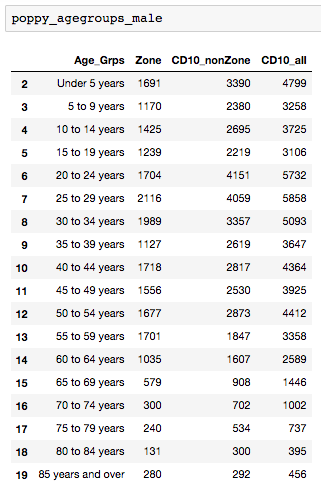 poppy_agegroups_male
Age_Grps Zone CD10_nonZone CD10_all
2 Under 5 years 1691 3390 4799
3 5 to 9 years 1170 2380 3258
4 10 to 14 years 1425 2695 3725
5 15 to 19 years 1239 2219 3106
6 20 to 24 years 1704 4151 5732
7 25 to 29 years 2116 4059 5858
8 30 to 34 years 1989 3357 5093
9 35 to 39 years 1127 2619 3647
10 40 to 44 years 1718 2817 4364
11 45 to 49 years 1556 2530 3925
12 50 to 54 years 1677 2873 4412
13 55 to 59 years 1701 1847 3358
14 60 to 64 years 1035 1607 2589
15 65 to 69 years 579 908 1446
16 70 to 74 years 300 702 1002
17 75 to 79 years 240 534 737
18 80 to 84 years 131 300 395
19 85 years and over 280 292 456